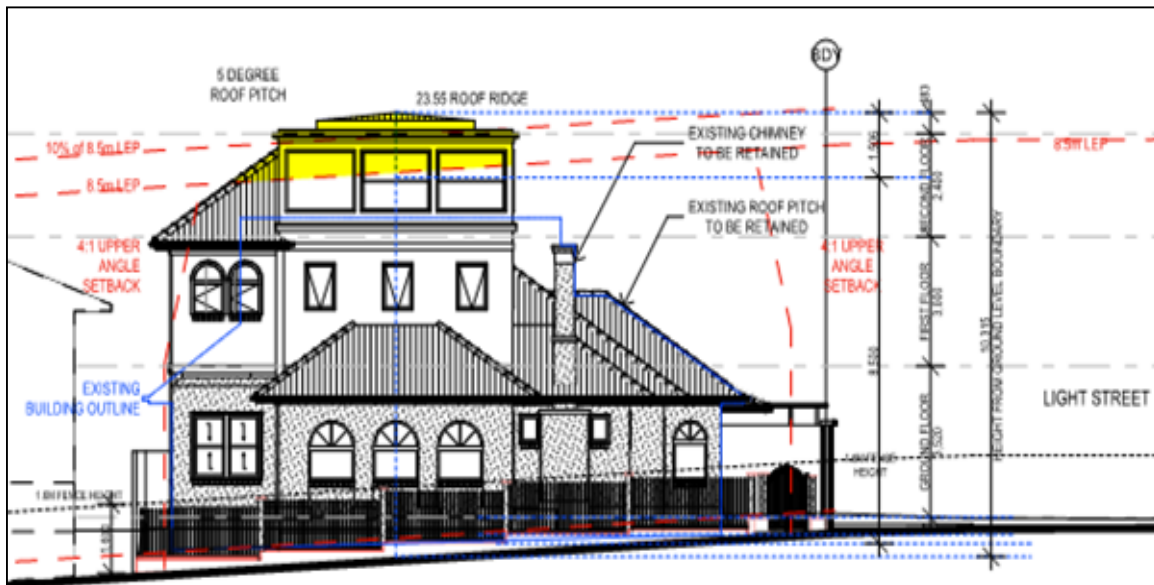 BDY
5 DEGREE
ROOF PITCH
23.55 ROOF RIDGE
EXISTING CHIMNEY
TO BE RETAINED
10% of 8.5m LEP
8.5m LEP
8.5m LEP
1.906
SECOND FLOOR
2.400
EXISTING ROOF PITCH
TO BE RETAINED
4:1 UPPER
ANGLE
SETBACK
4:1 UPPER
ANGLE
SETBACK
FIRST FLOOR
3.000
8.500
10.315
HEIGHT FROM GROUND LEVEL BOUNDARY
EXISTING
BUILDING OUTLINE
LIGHT STREET
GROUND FLOOR
HEIGHT
FENCE HEIGHT